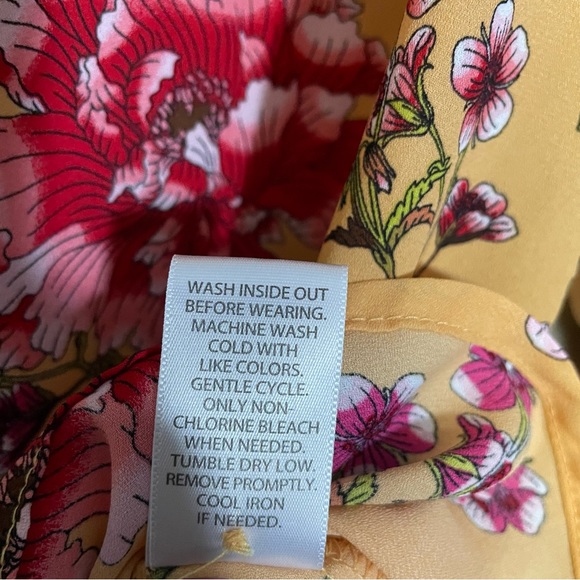 WASH INSIDE OUT
BEFORE WEARING.
MACHINE WASH
COLD WITH
LIKE COLORS.
GENTLE CYCLE.
ONLY NON-
CHLORINE BLEACH
WHEN NEEDED.
TUMBLE DRY LOW.
REMOVE PROMPTLY.
COOL IRON
IF NEEDED.